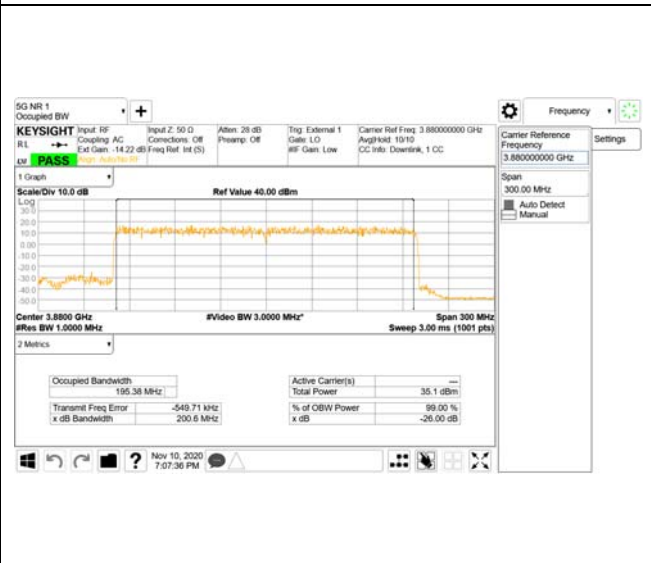 5G NR 1
Occupied BW
Frequency
KEYSIGHT
Input: RF
Input Z: 50 Ω
Atten: 28 dB
Trig: External 1
Carrier Ref Freq: 3.880000000 GHz
RL
Coupling: AC
Corrections: Off
Preamp: Off
Gate: LO
Avg|Hold: 10/10
Ext Gain: -14.22 dB
Freq Ref: Int (S)
#IF Gain: Low
CC Info: Downlink, 1 CC
PASS
Align: Auto/No RF
Carrier Reference
Frequency
3.880000000 GHz
Settings
Span
300.00 MHz
Auto Detect
Manual
1 Graph
Scale/Div 10.0 dB
Ref Value 40.00 dBm
Log
30.0
20.0
10.0
0.00
-10.0
-20.0
-30.0
-40.0
-50.0
Center 3.8800 GHz
#Video BW 3.0000 MHz*
Span 300 MHz
#Res BW 1.0000 MHz
Sweep 3.00 ms (1001 pts)
2 Metrics
Occupied Bandwidth
195.38 MHz
Active Carrier(s)
---
Total Power
35.1 dBm
Transmit Freq Error
-549.71 kHz
% of OBW Power
99.00 %
x dB Bandwidth
200.6 MHz
x dB
-26.00 dB
Nov 10, 2020
7:07:36 PM